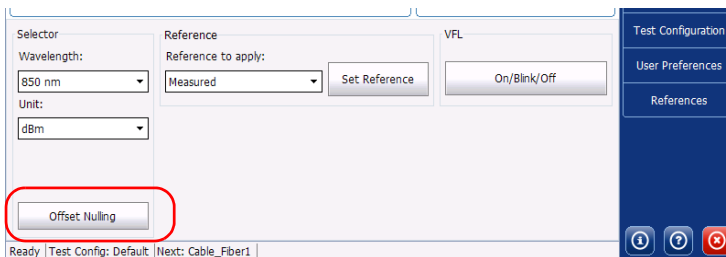 Selector
Wavelength:
850 nm
Unit:
dBm
Offset Nulling
Reference
Reference to apply:
Measured
Set Reference
VFL
On/Blink/Off
Test Configuration
User Preferences
References
Ready Test Config: Default Next: Cable_Fiber1